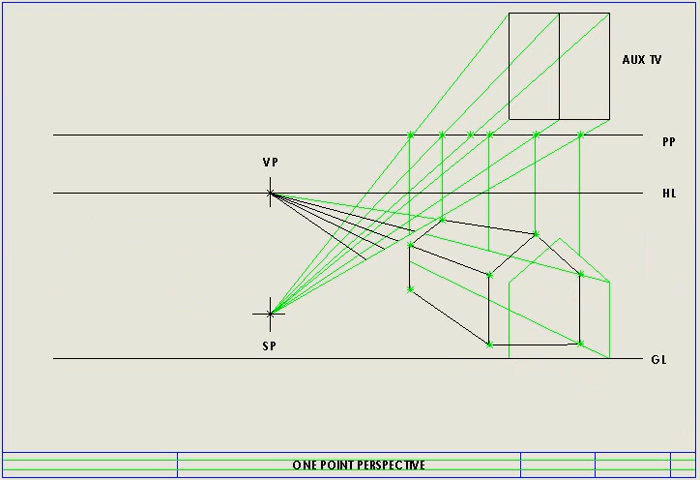 AUX TV
PP
VP
HL
SP
GL
ONE POINT PERSPECTIVE